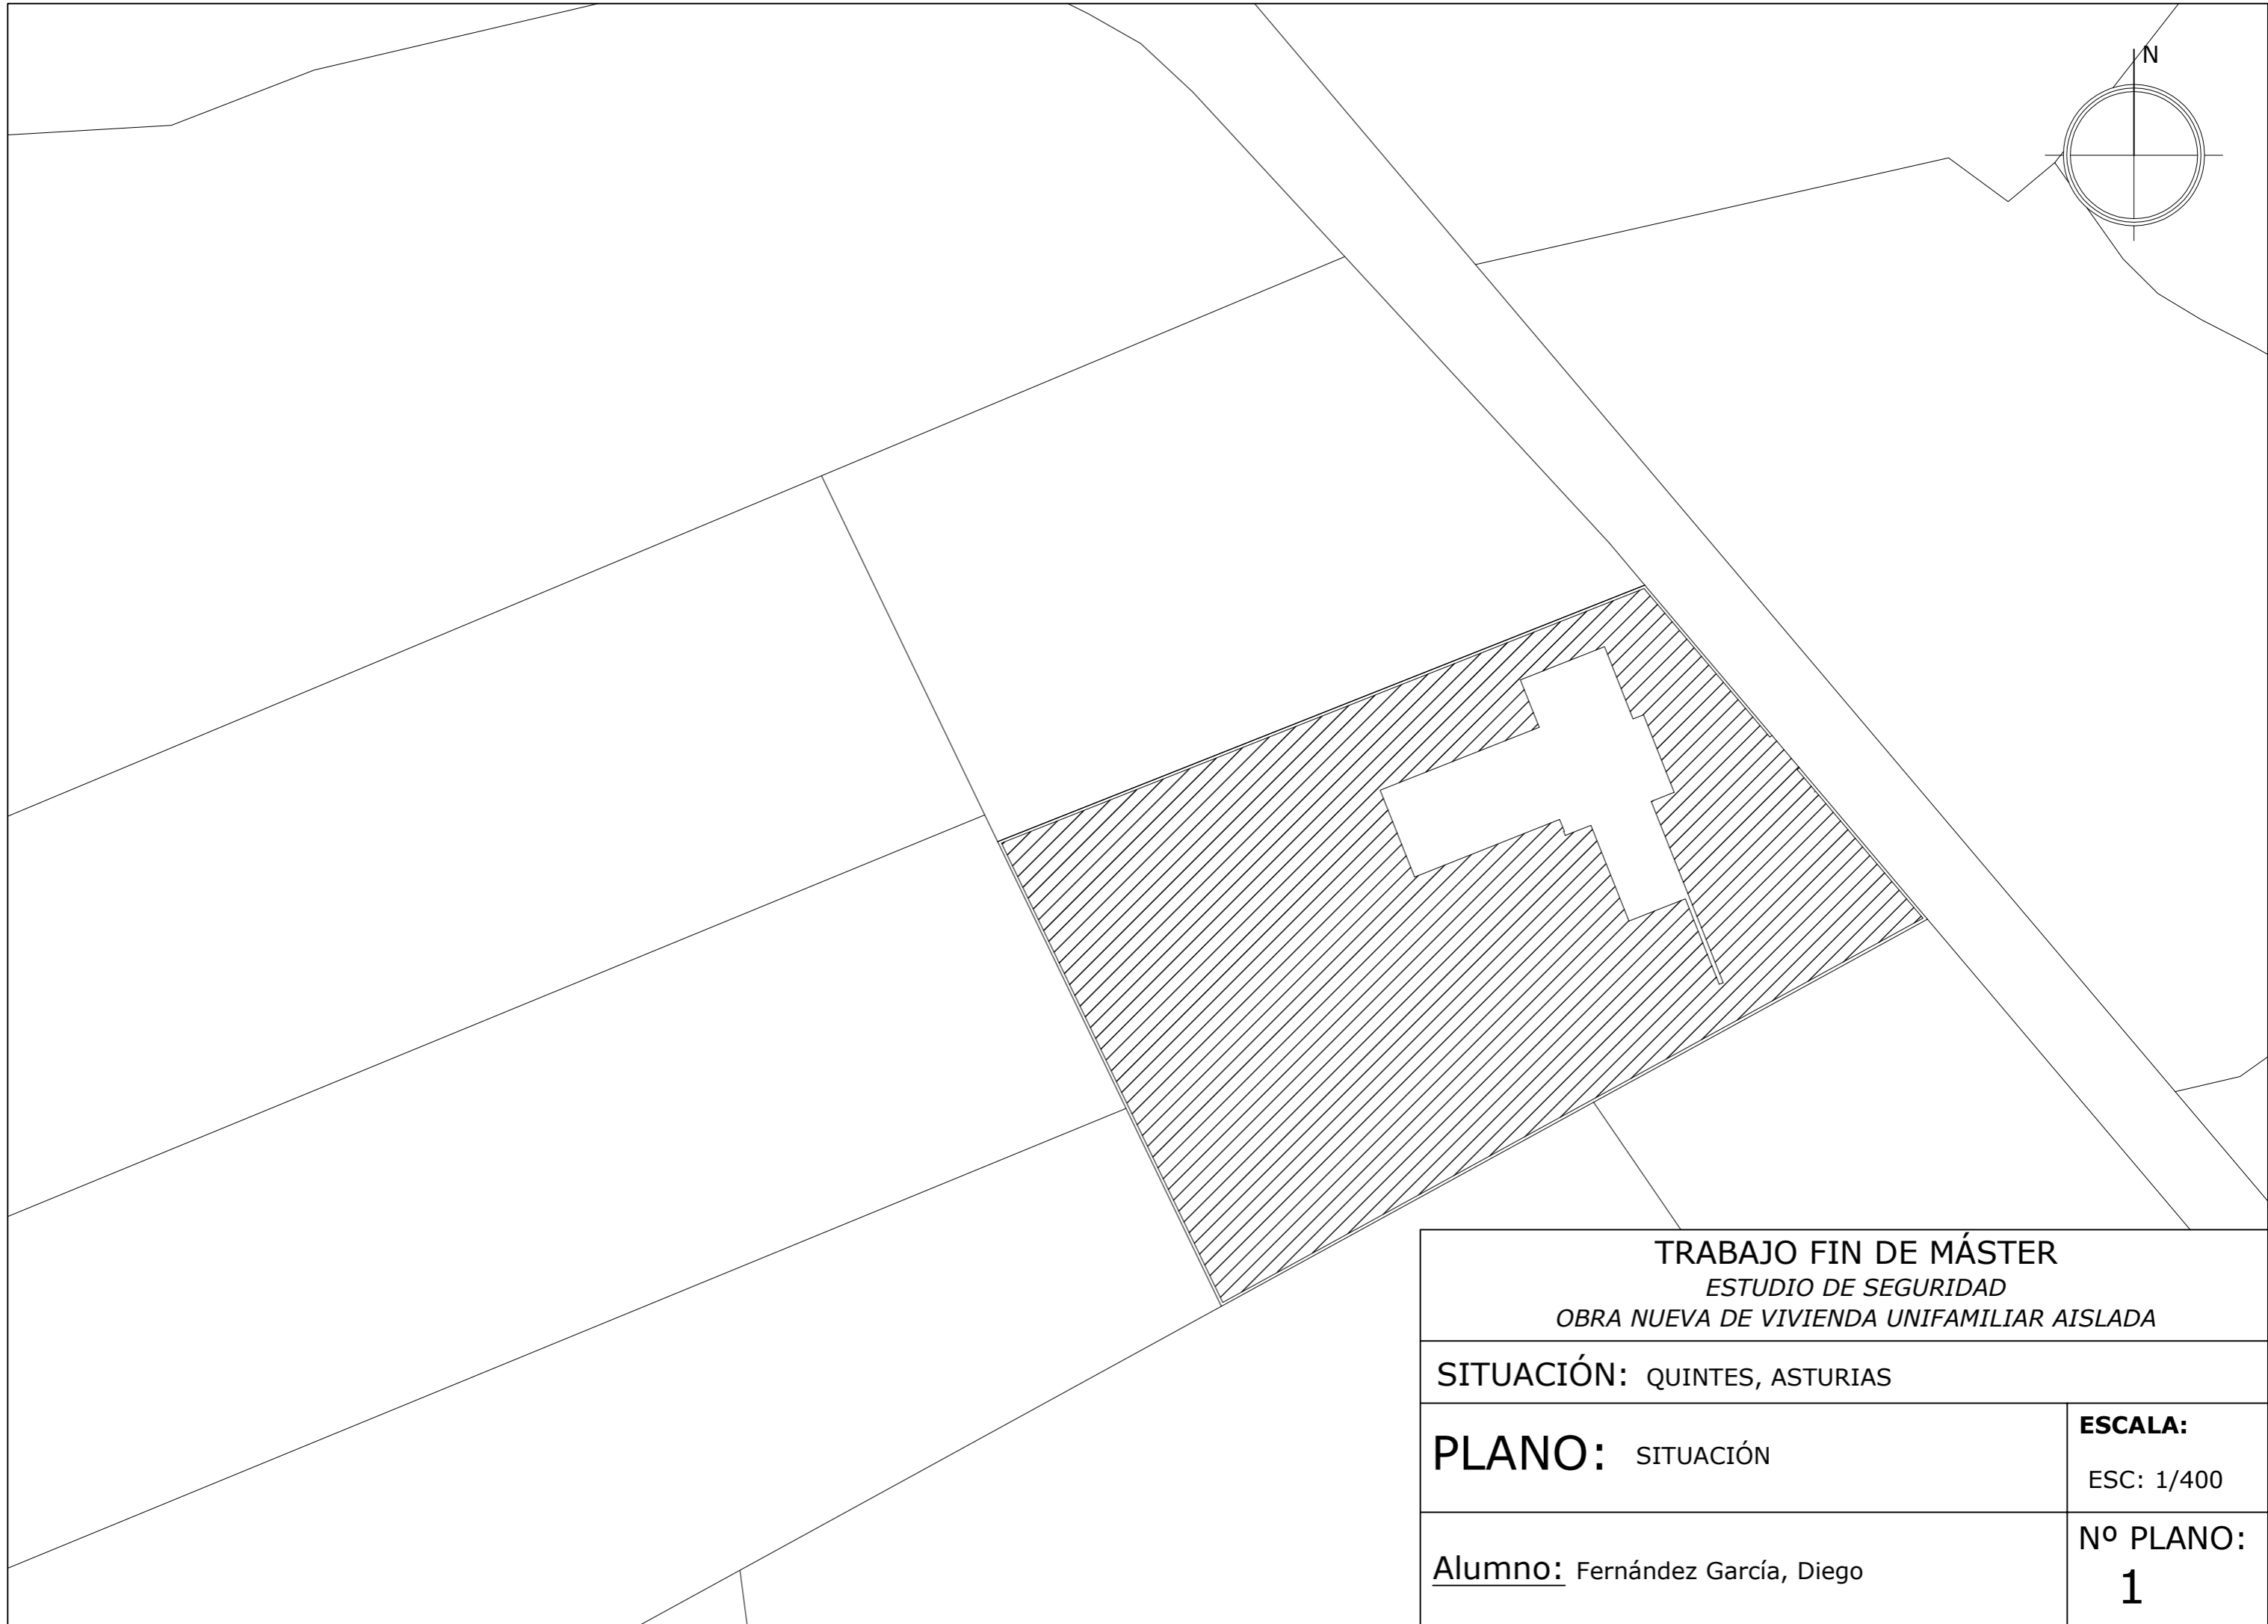 N
TRABAJO FIN DE MÁSTER
ESTUDIO DE SEGURIDAD
OBRA NUEVA DE VIVIENDA UNIFAMILIAR AISLADA
SITUACIÓN: QUINTES, ASTURIAS
PLANO: SITUACIÓN
ESCALA:
ESC: 1/400
Alumno: Fernández García, Diego
Nº PLANO:
1